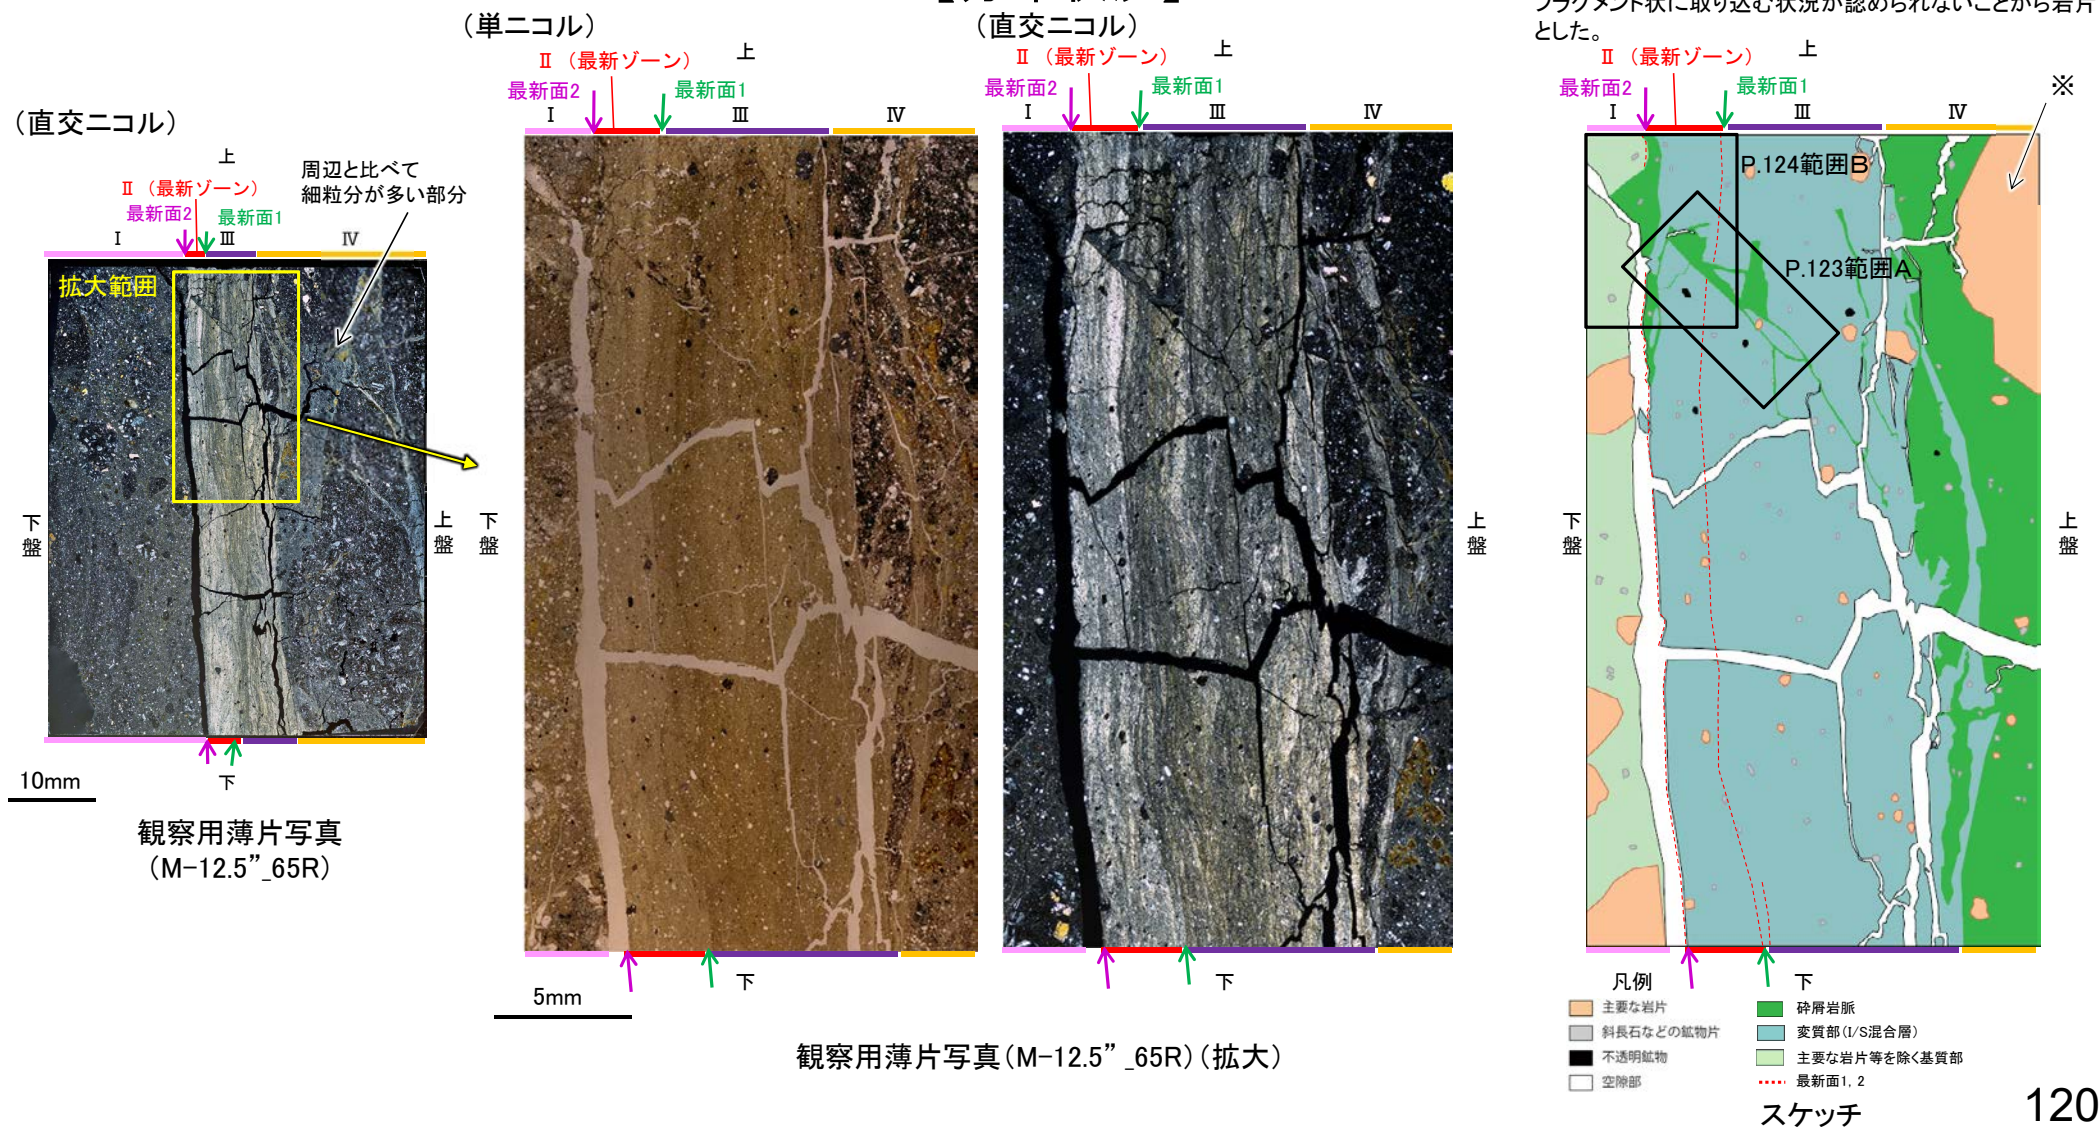 フラグメント状に取り込む状況が認められないことから岩片
とした。
（単ニコル）
（直交ニコル）
（直交ニコル）
上
Ⅱ（最新ゾーン）
最新面2
最新面1
Ⅰ
Ⅲ
Ⅳ
周辺と比べて
細粒分が多い部分
拡大範囲
下盤
上盤
下
10mm
観察用薄片写真
（M-12.5”_65R）
上
Ⅱ（最新ゾーン）
最新面2
最新面1
Ⅰ
Ⅲ
Ⅳ
下盤
下
5mm
上
Ⅱ（最新ゾーン）
最新面2
最新面1
Ⅰ
Ⅲ
Ⅳ
上盤
下
観察用薄片写真（M-12.5”_65R）（拡大）
上
Ⅱ（最新ゾーン）
最新面2
最新面1
Ⅰ
Ⅲ
Ⅳ
※
P.124範囲B
P.123範囲A
下盤
上盤
下
凡例
主要な岩片
斜長石などの鉱物片
不透明鉱物
空隙部
砕屑岩脈
変質部(I/S混合層)
主要な岩片等を除く基質部
最新面1, 2
スケッチ
120